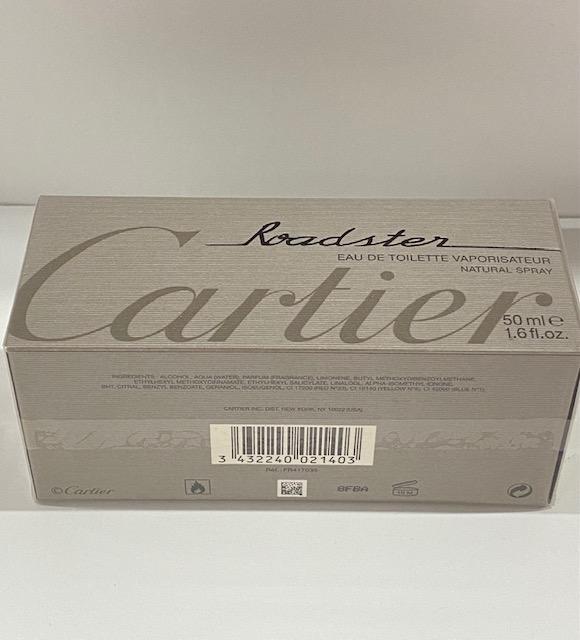 Roadster
EAU DE TOILETTE VAPORISATEUR
NATURAL SPRAY
Cartier
50 ml e
1.6 fl.oz.
INGREDIENTS : ALCOHOL, AQUA (WATER), PARFUM (FRAGRANCE), LIMONENE, BUTYL METHOXYDIBENZOYLMETHANE,
ETHYLHEXYL METHOXYCINNAMATE, ETHYLHEXYL SALICYLATE, LINALOOL, ALPHA-ISOMETHYL IONONE,
BHT, CITRAL, BENZYL BENZOATE, GERANIOL, ISOEUGENOL, CI 17200 (RED N°33), CI 19140 (YELLOW N°5), CI 42090 (BLUE N°1).
CARTIER INC. DIST. NEW YORK, NY 10022 (USA)
3 432240 021403
Réf.: FR417035
©Cartier
8F8A